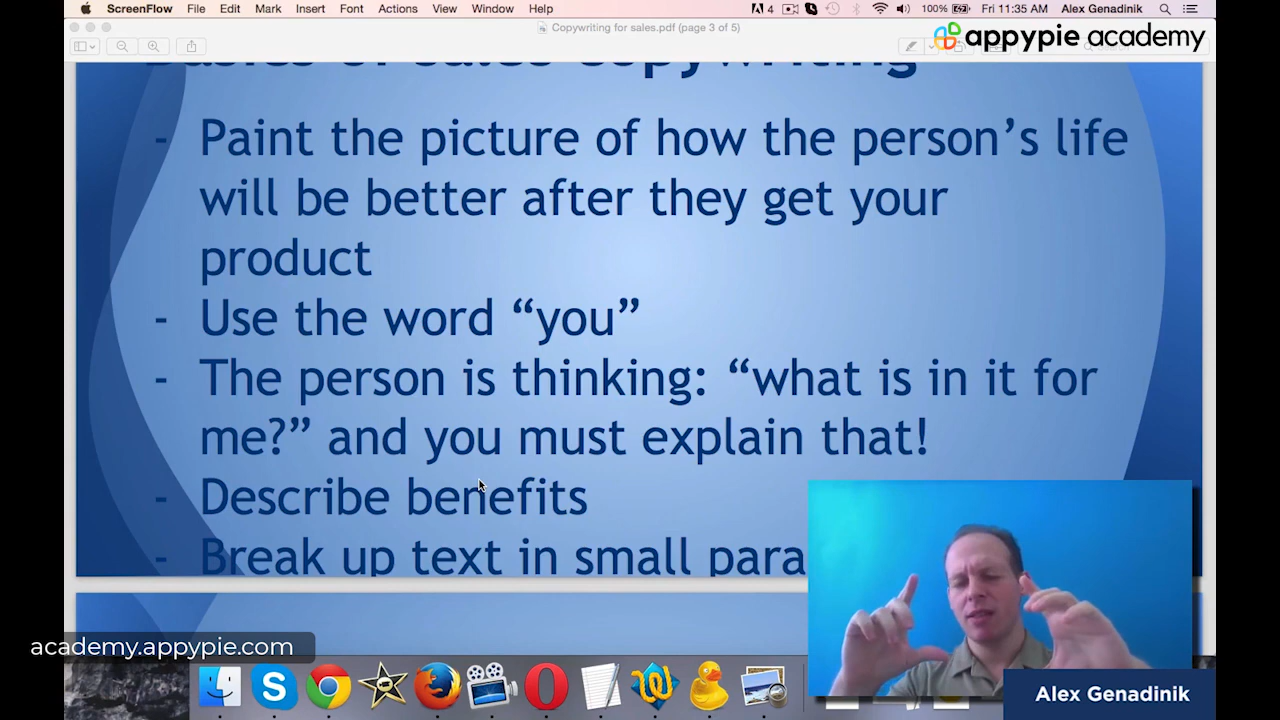 ScreenFlow File Edit Mark Insert Font Actions View Window Help 4 100% Fri 11:35 AM Alex Genadinik
Copywriting for sales.pdf (page 3 of 5)
appypie academy
Basics of sales copywriting
- Paint the picture of how the person’s life
will be better after they get your
product
- Use the word “you”
- The person is thinking: “what is in it for
me?” and you must explain that!
- Describe benefits
- Break up text in small para
academy.appypie.com
Alex Genadinik